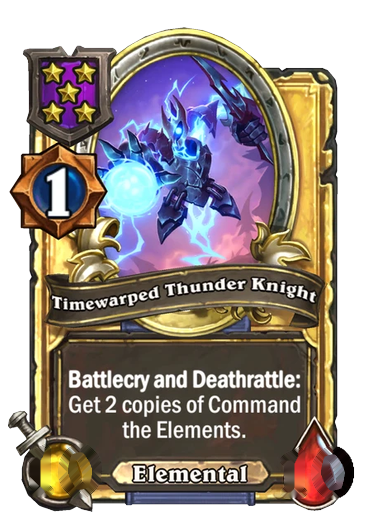 1
Timewarped Thunder Knight
Battlecry and Deathrattle:
Get 2 copies of Command
the Elements.
Elemental